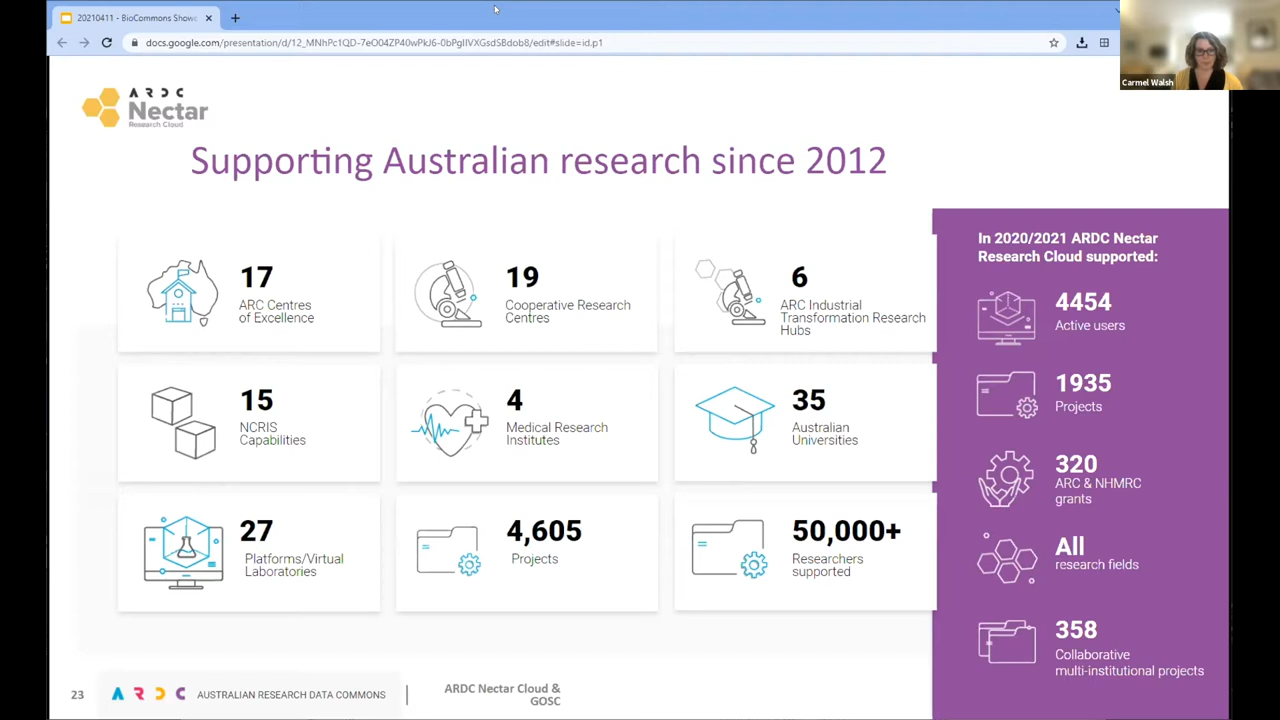 20210411 - BioCommons Showc
docs.google.com/presentation/d/12_MNhPc1QD-7eO04ZP40wPkJ6-0bPgIIVXGsdSBdob8/edit#slide=id.p1
Carmel Walsh
ARDC
Nectar
Research Cloud
Supporting Australian research since 2012
17
ARC Centres
of Excellence
19
Cooperative Research
Centres
6
ARC Industrial
Transformation Research
Hubs
15
NCRIS
Capabilities
4
Medical Research
Institutes
35
Australian
Universities
27
Platforms/Virtual
Laboratories
4,605
Projects
50,000+
Researchers
supported
In 2020/2021 ARDC Nectar
Research Cloud supported:
4454
Active users
1935
Projects
320
ARC & NHMRC
grants
All
research fields
358
Collaborative
multi-institutional projects
23
ARDC AUSTRALIAN RESEARCH DATA COMMONS
ARDC Nectar Cloud &
GOSC